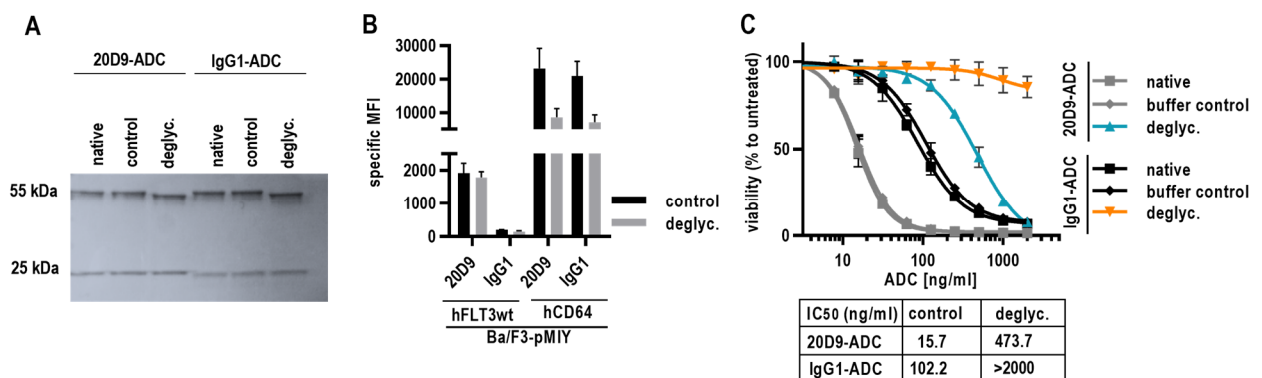 A
20D9-ADC IgG1-ADC
native control deglyc. native control deglyc.
55 kDa
25 kDa
B
specific MFI
30000
20000
10000
2000
1000
0
20D9 IgG1 20D9 IgG1
hFLT3wt hCD64
Ba/F3-pMIY
control
deglyc.
C
viability (% to untreated)
100
50
0
10 100 1000
ADC [ng/ml]
20D9-ADC
native
buffer control
deglyc.
IgG1-ADC
native
buffer control
deglyc.
IC50 (ng/ml) control deglyc.
20D9-ADC 15.7 473.7
IgG1-ADC 102.2 >2000